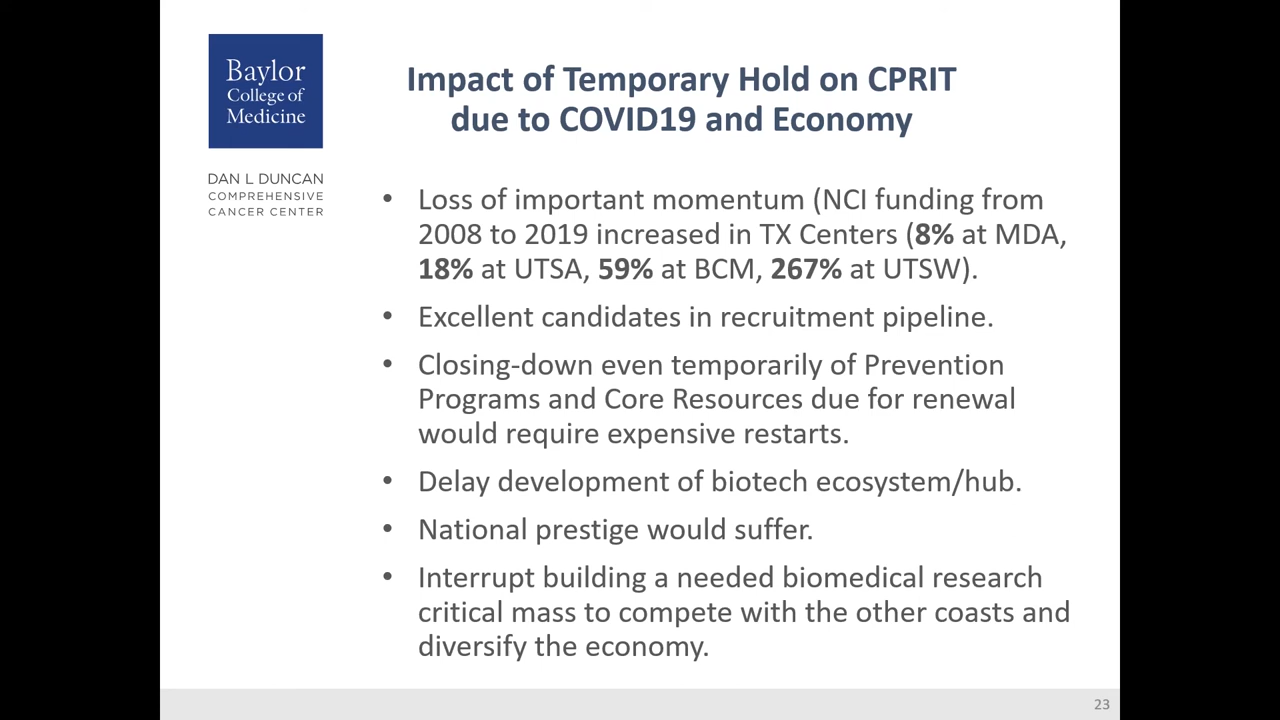 Baylor
College of
Medicine
DAN L DUNCAN
COMPREHENSIVE
CANCER CENTER
Impact of Temporary Hold on CPRIT
due to COVID19 and Economy
• Loss of important momentum (NCI funding from
2008 to 2019 increased in TX Centers (8% at MDA,
18% at UTSA, 59% at BCM, 267% at UTSW).
• Excellent candidates in recruitment pipeline.
• Closing-down even temporarily of Prevention
Programs and Core Resources due for renewal
would require expensive restarts.
• Delay development of biotech ecosystem/hub.
• National prestige would suffer.
• Interrupt building a needed biomedical research
critical mass to compete with the other coasts and
diversify the economy.
23